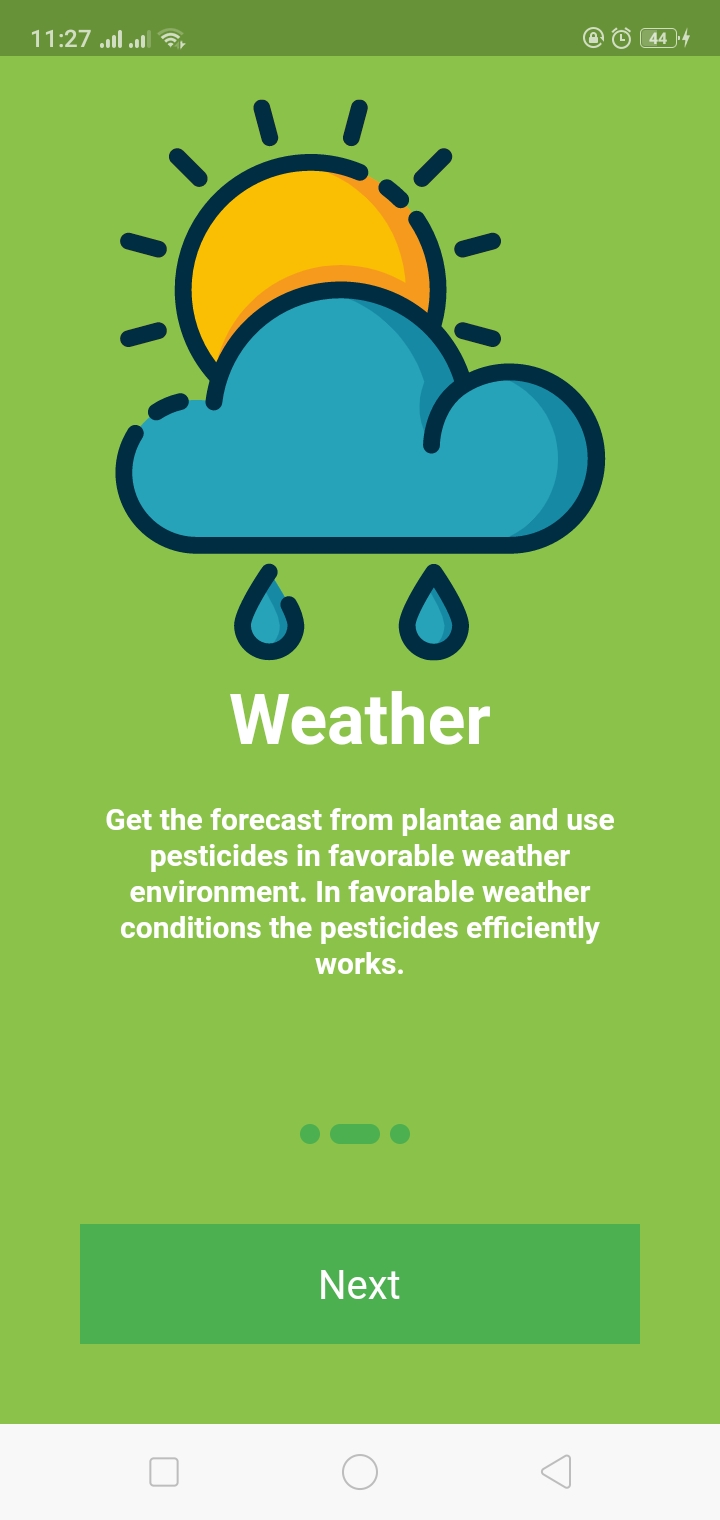 11:27 44
Weather
Get the forecast from plantae and use
pesticides in favorable weather
environment. In favorable weather
conditions the pesticides efficiently
works.
Next